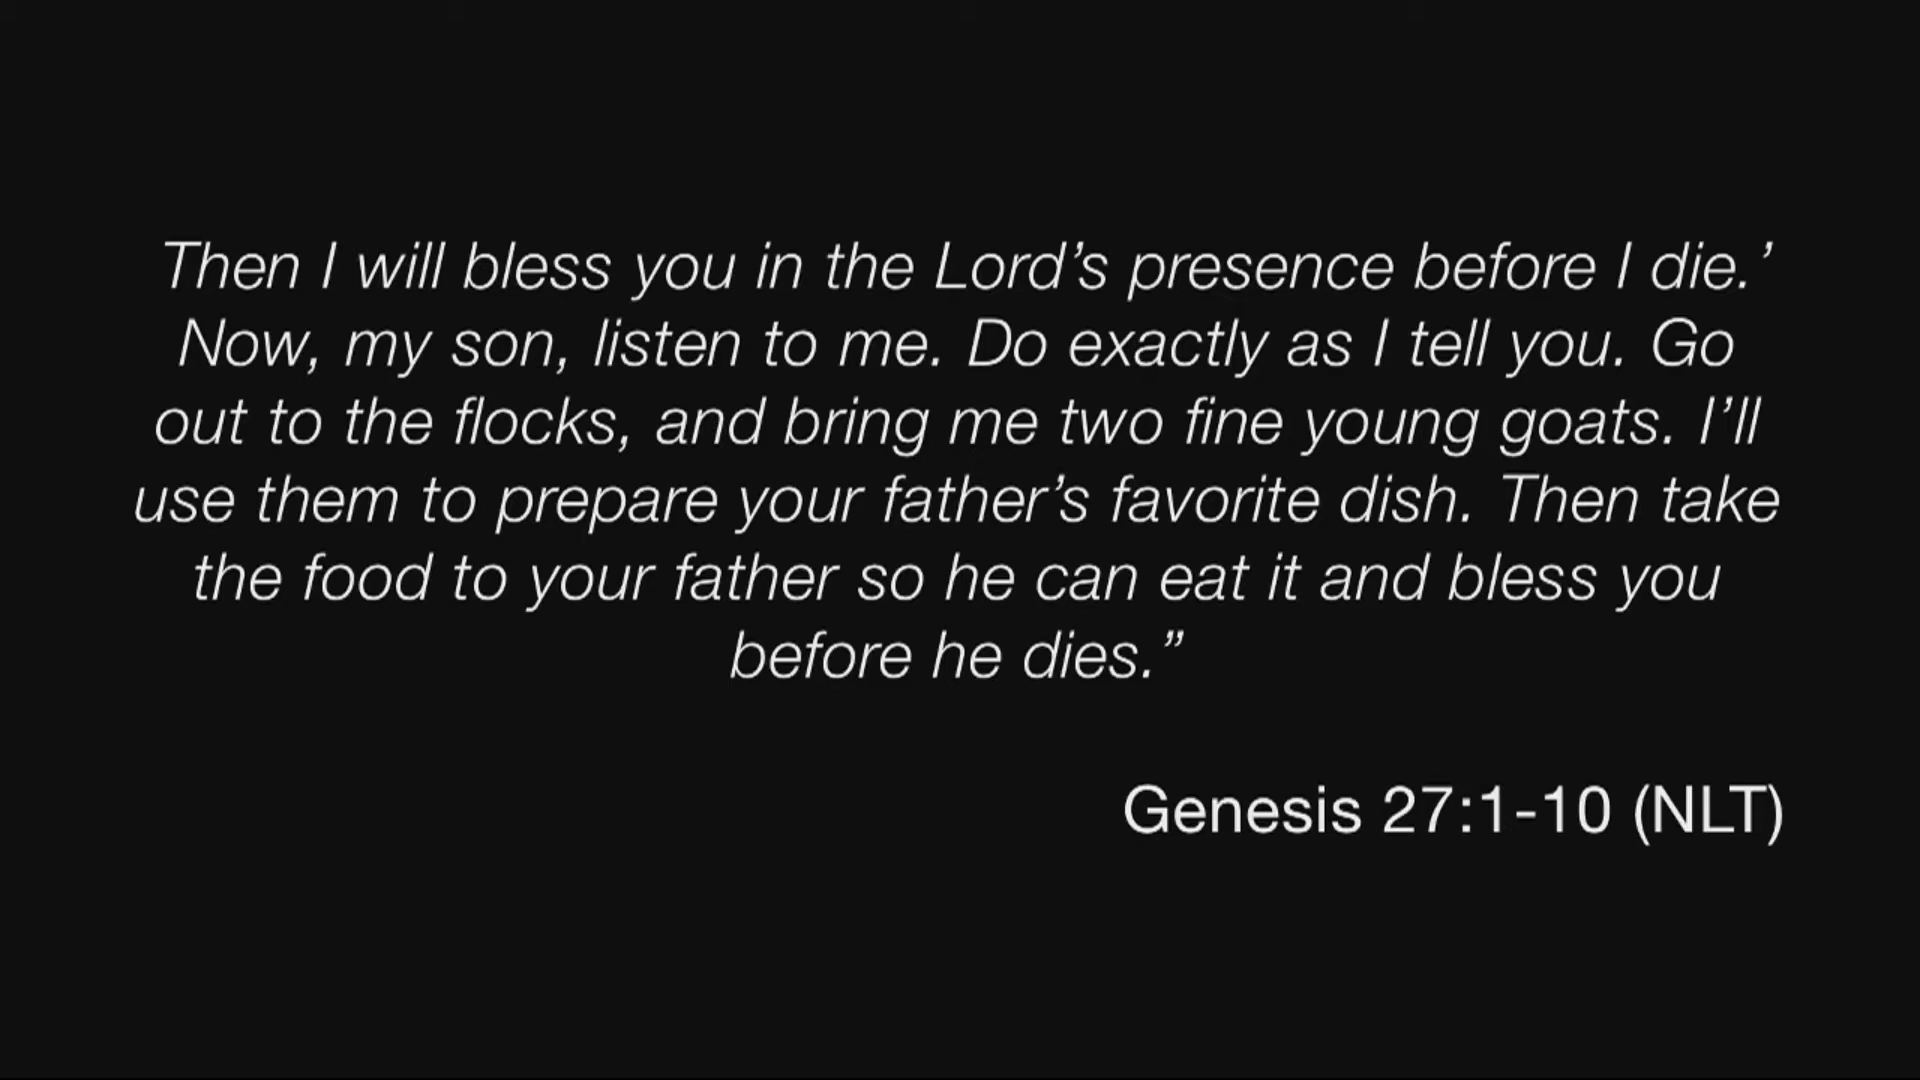 Then I will bless you in the Lord’s presence before I die.’
Now, my son, listen to me. Do exactly as I tell you. Go
out to the flocks, and bring me two fine young goats. I’ll
use them to prepare your father’s favorite dish. Then take
the food to your father so he can eat it and bless you
before he dies.”
Genesis 27:1-10 (NLT)